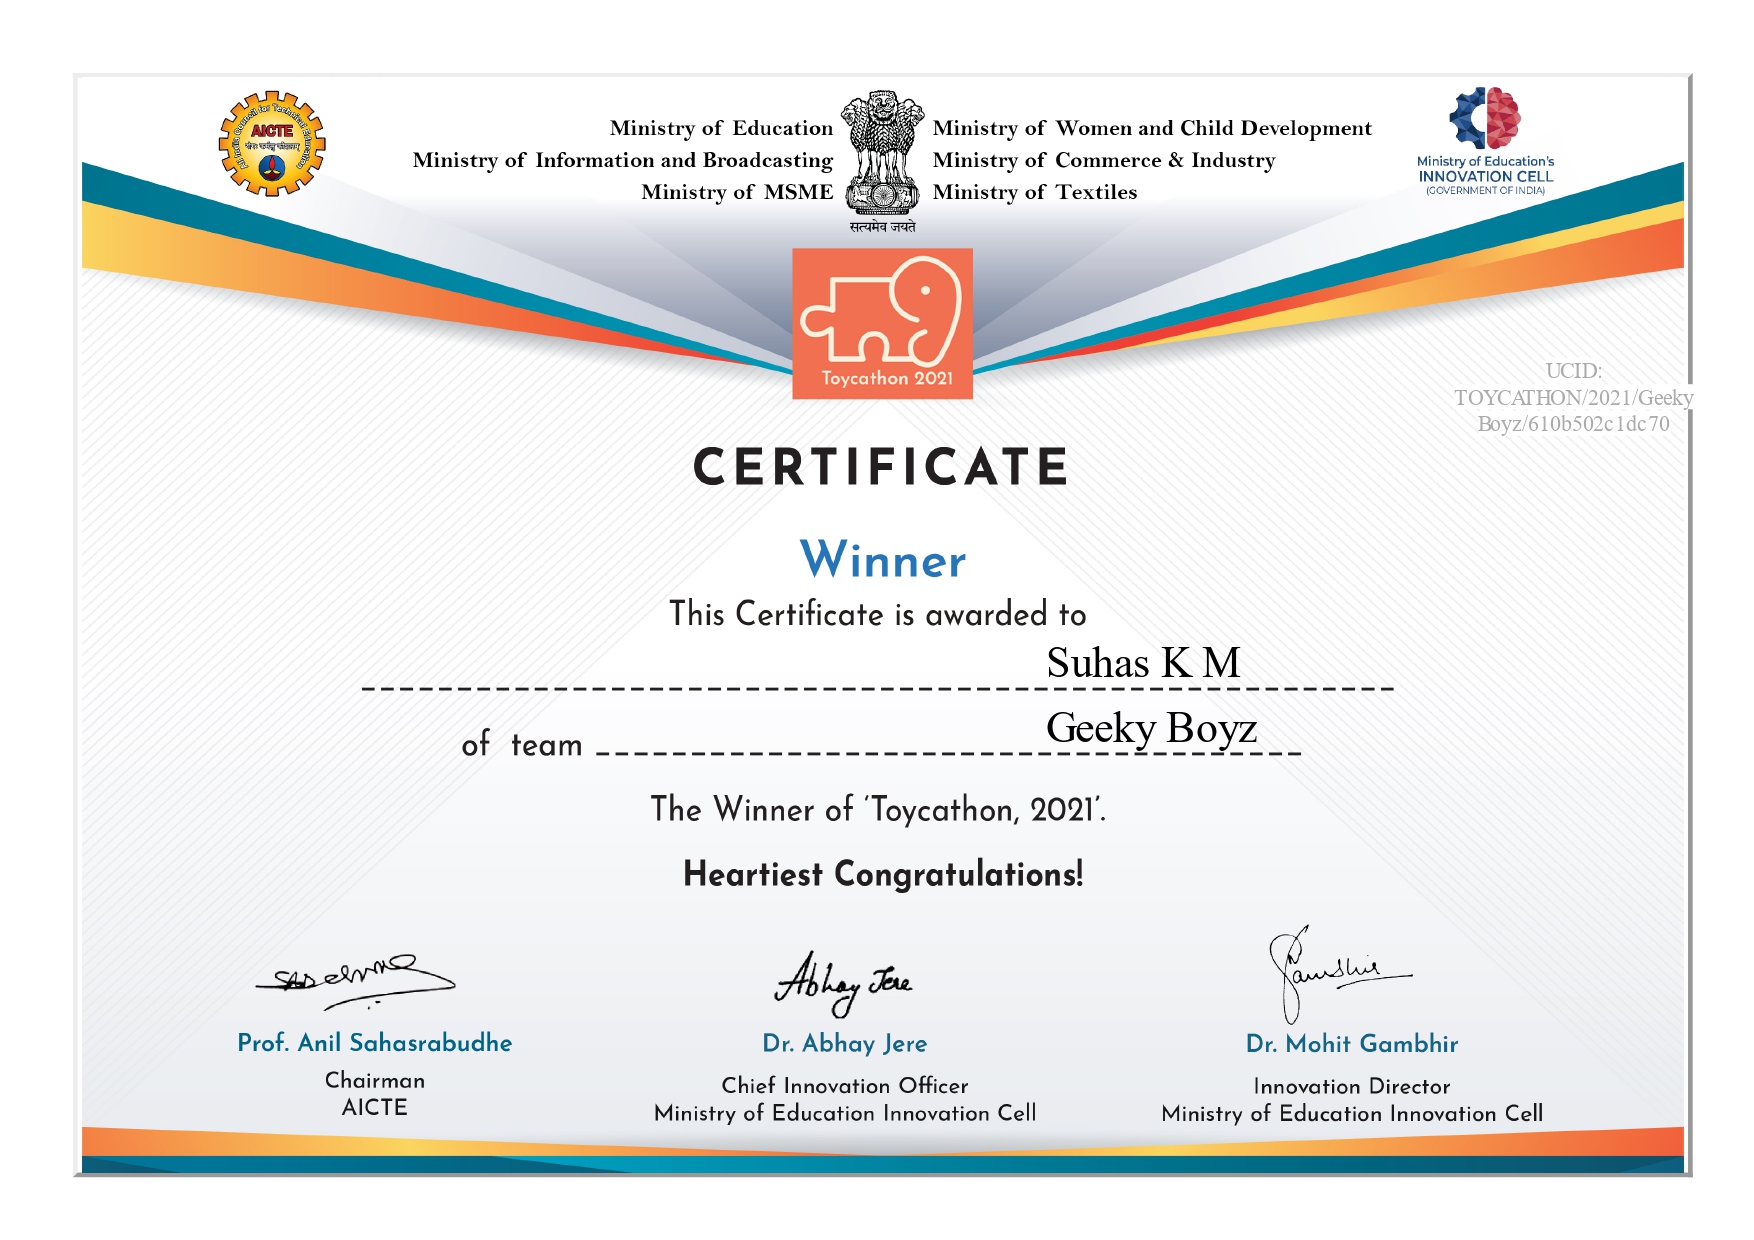 All India Council for Technical Education
AICTE
Ministry of Education
Ministry of Information and Broadcasting
Ministry of MSME
सत्यमेव जयते
Ministry of Women and Child Development
Ministry of Commerce & Industry
Ministry of Textiles
Ministry of Education's
INNOVATION CELL
(GOVERNMENT OF INDIA)
Toycathon 2021
UCID:
TOYCATHON/2021/Geeky
Boyz/610b502c1dc70
CERTIFICATE
Winner
This Certificate is awarded to
Suhas K M
of team Geeky Boyz
The Winner of 'Toycathon, 2021'.
Heartiest Congratulations!
Abhay Jere
Prof. Anil Sahasrabudhe
Chairman
AICTE
Dr. Abhay Jere
Chief Innovation Officer
Ministry of Education Innovation Cell
Dr. Mohit Gambhir
Innovation Director
Ministry of Education Innovation Cell